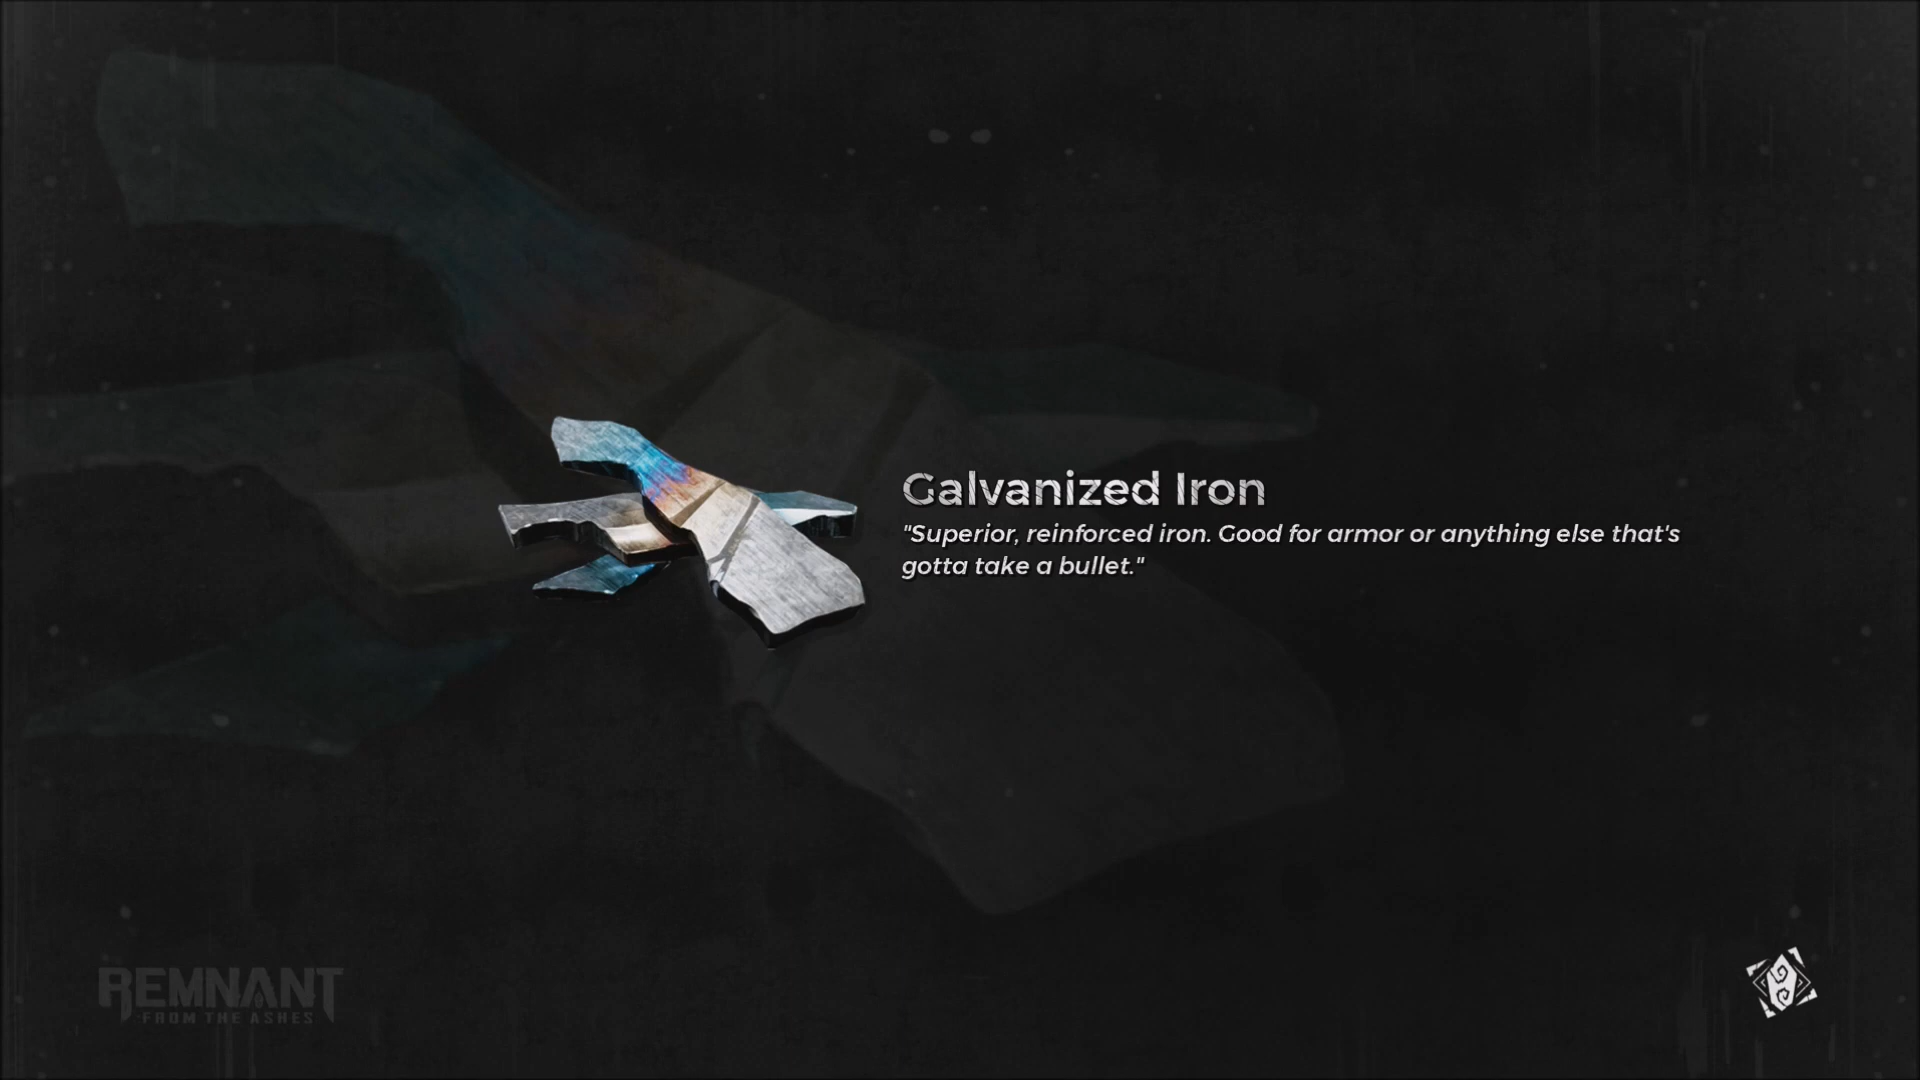 Galvanized Iron
"Superior, reinforced iron. Good for armor or anything else that's
gotta take a bullet."
REMNANT
FROM THE ASHES